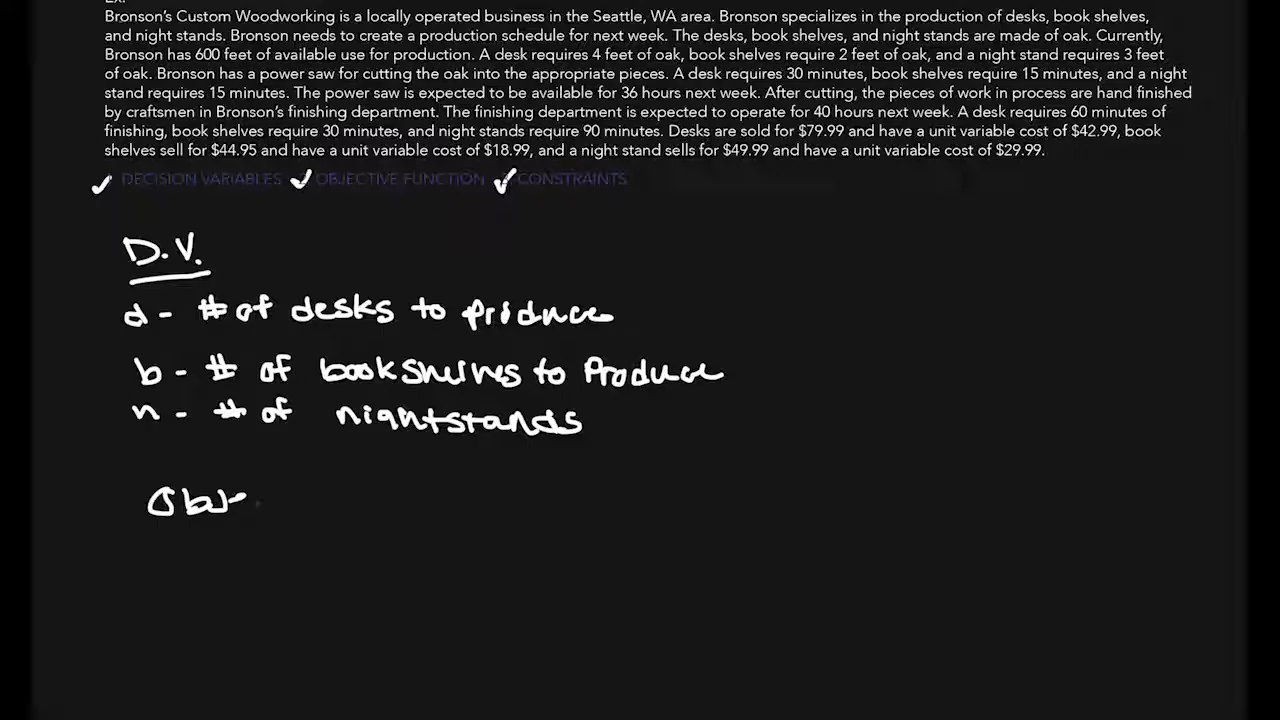 Bronson's Custom Woodworking is a locally operated business in the Seattle, WA area. Bronson specializes in the production of desks, book shelves,
and night stands. Bronson needs to create a production schedule for next week. The desks, book shelves, and night stands are made of oak. Currently,
Bronson has 600 feet of available use for production. A desk requires 4 feet of oak, book shelves require 2 feet of oak, and a night stand requires 3 feet
of oak. Bronson has a power saw for cutting the oak into the appropriate pieces. A desk requires 30 minutes, book shelves require 15 minutes, and a night
stand requires 15 minutes. The power saw is expected to be available for 36 hours next week. After cutting, the pieces of work in process are hand finished
by craftsmen in Bronson's finishing department. The finishing department is expected to operate for 40 hours next week. A desk requires 60 minutes of
finishing, book shelves require 30 minutes, and night stands require 90 minutes. Desks are sold for $79.99 and have a unit variable cost of $42.99, book
shelves sell for $44.95 and have a unit variable cost of $18.99, and a night stand sells for $49.99 and have a unit variable cost of $29.99.
DECISION VARIABLES OBJECTIVE FUNCTION CONSTRAINTS
D.V.
d - # of desks to produce
b - # of bookshelves to Produce
n - # of nightstands
Obj